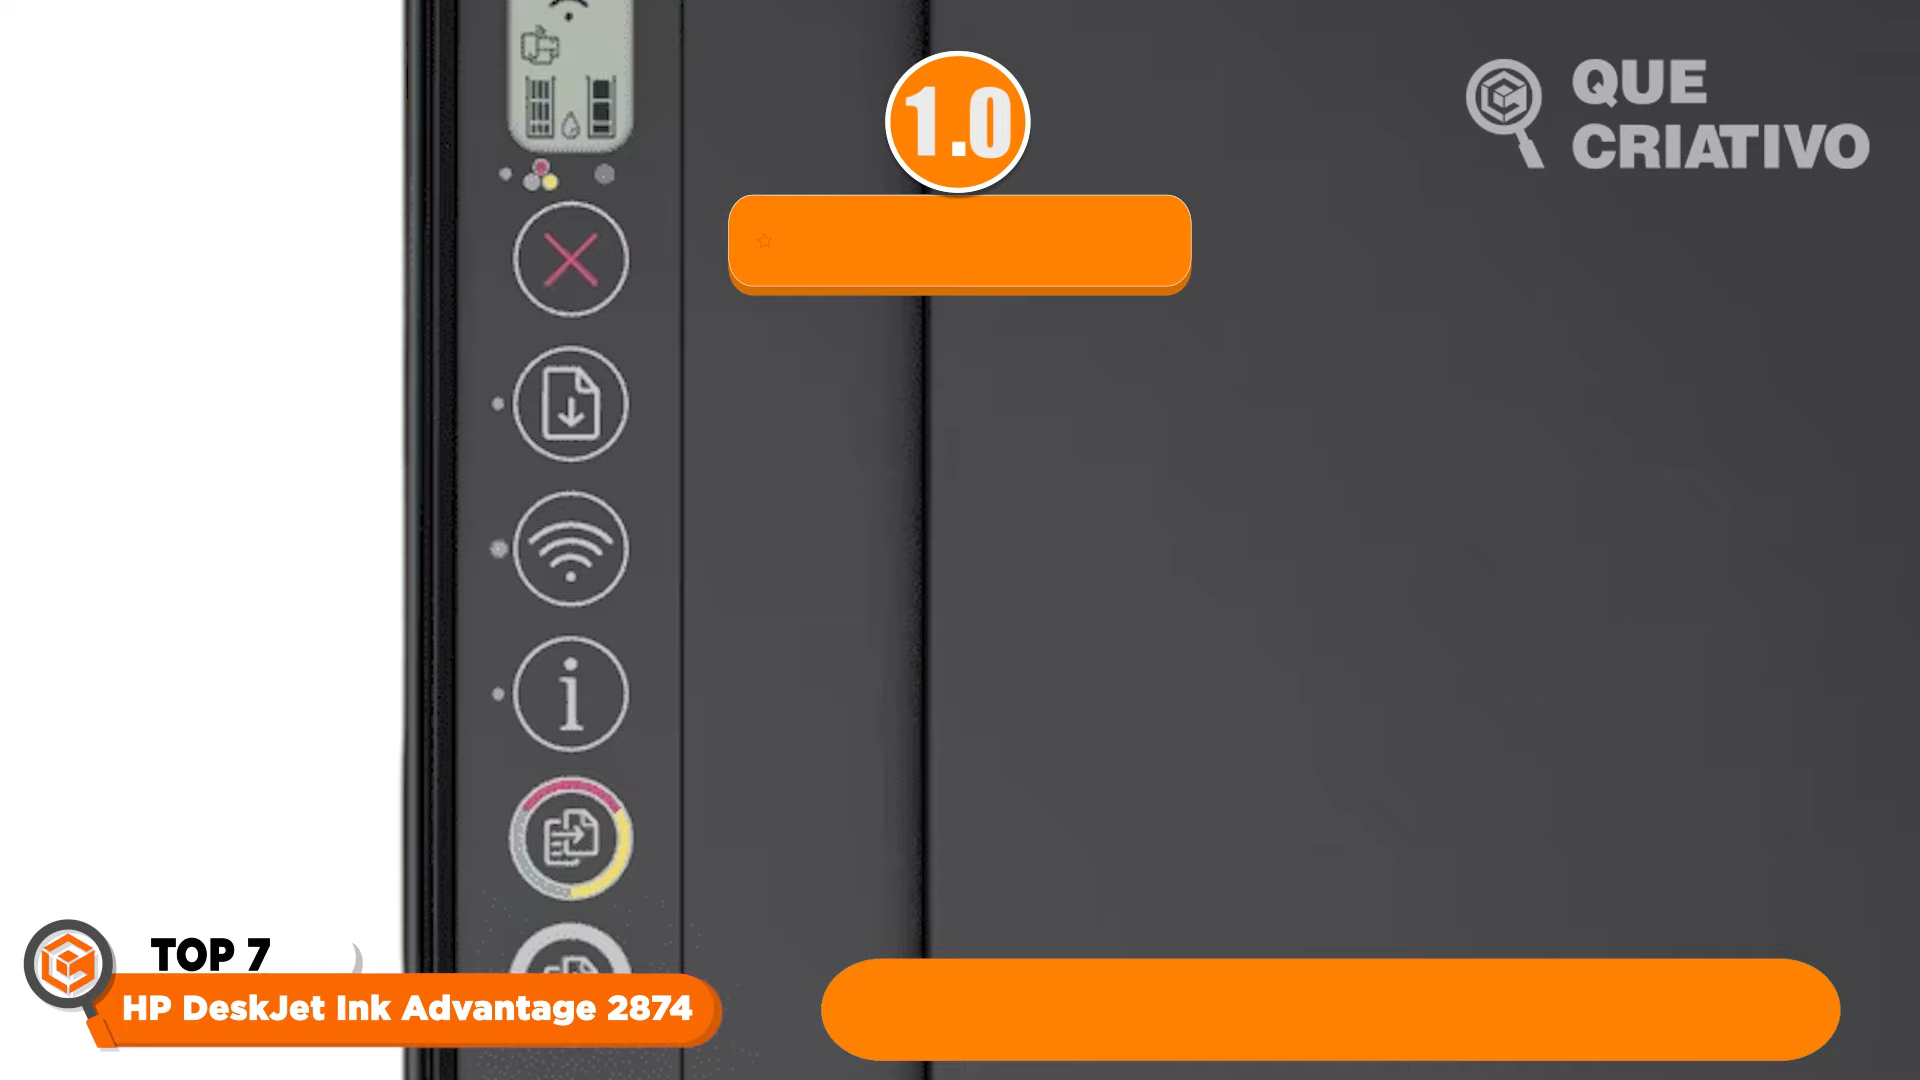 1.0
QUE
CRIATIVO
i
TOP 7
HP DeskJet Ink Advantage 2874